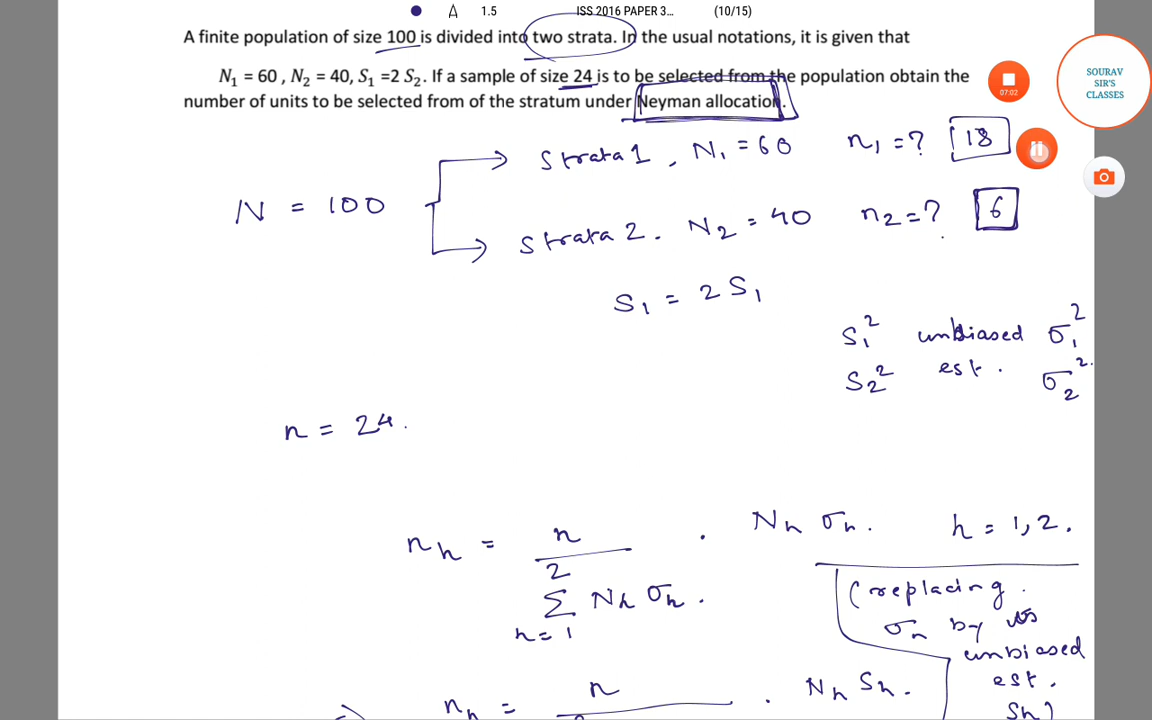 A 1.5 ISS 2016 PAPER 3... (10/15)
A finite population of size 100 is divided into two strata. In the usual notations, it is given that
N₁ = 60 , N₂ = 40, S₁ =2 S₂. If a sample of size 24 is to be selected from the population obtain the
number of units to be selected from of the stratum under Neyman allocation.
07:02
SOURAV
SIR'S
CLASSES
Strata 1, N₁ = 60 n₁ = ? 18
N = 100
Strata 2. N₂ = 40 n₂ = ? 6
S₁ = 2 S₁
S₁² unbiased σ₁²
S₂² est. σ₂²
n = 24.
nₕ = n / Σ_{h=1}^{2} Nₕ σₕ . Nₕ σₕ. h = 1, 2.
(replacing
σₕ by its
unbiased
est.
Sₕ)
nₕ = n . Nₕ Sₕ.